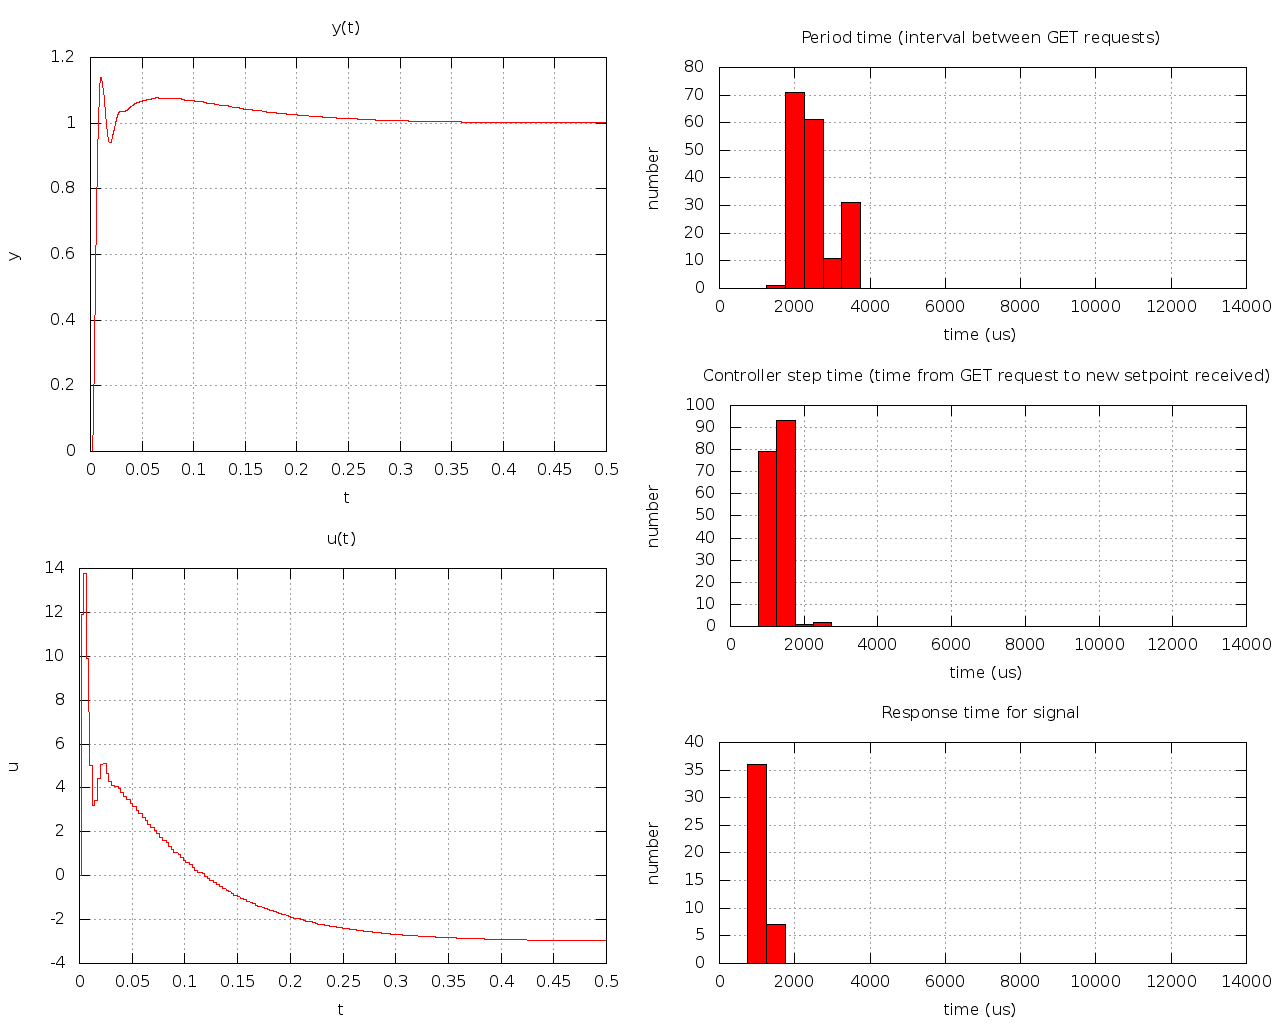 y(t)
1.2
1
0.8
0.6
0.4
0.2
0
y
0 0.05 0.1 0.15 0.2 0.25 0.3 0.35 0.4 0.45 0.5
t
u(t)
14
12
10
8
6
4
2
0
-2
-4
u
0 0.05 0.1 0.15 0.2 0.25 0.3 0.35 0.4 0.45 0.5
t
Period time (interval between GET requests)
80
70
60
50
40
30
20
10
0
number
0 2000 4000 6000 8000 10000 12000 14000
time (us)
Controller step time (time from GET request to new setpoint received)
100
90
80
70
60
50
40
30
20
10
0
number
0 2000 4000 6000 8000 10000 12000 14000
time (us)
Response time for signal
40
35
30
25
20
15
10
5
0
number
0 2000 4000 6000 8000 10000 12000 14000
time (us)